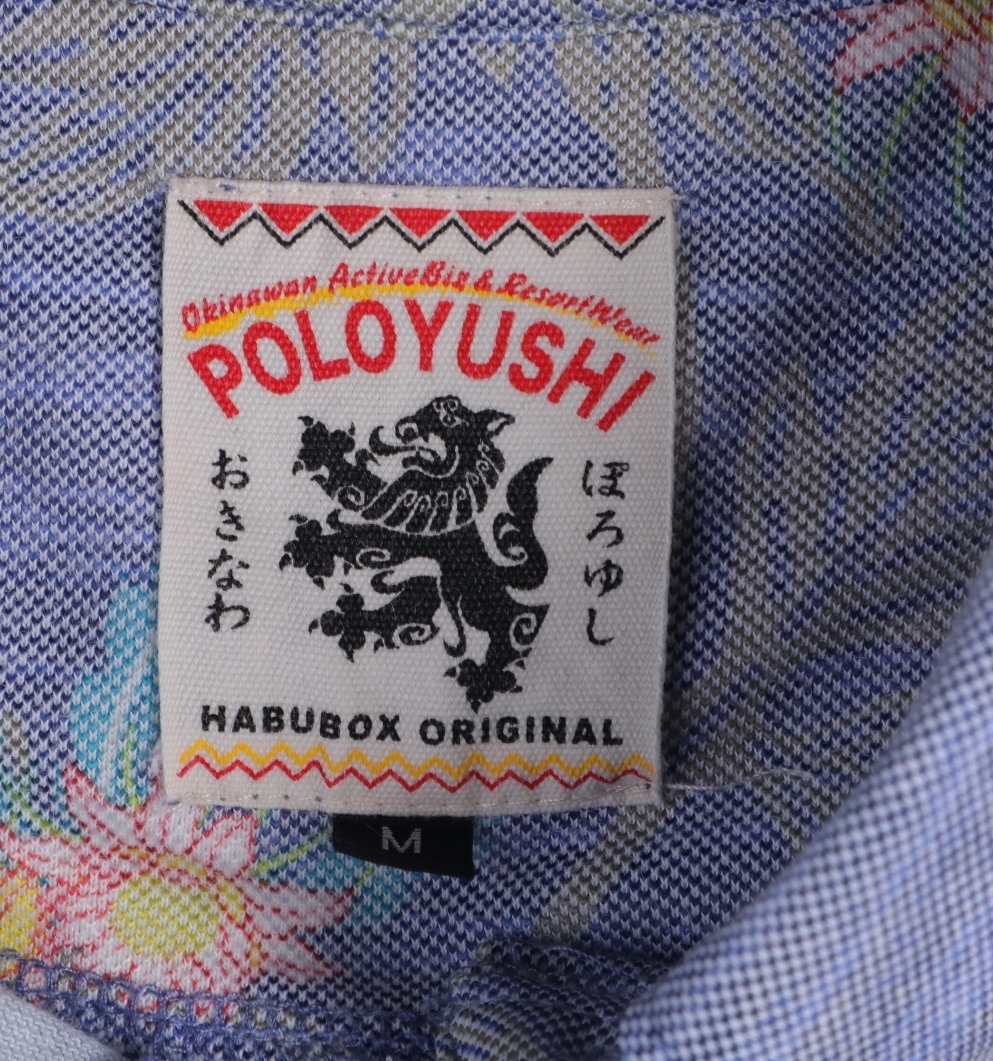 Okinawan ActiveBiz & ResortWear
POLOYUSHI
ぽろゆし
おきなわ
HABUBOX ORIGINAL
M